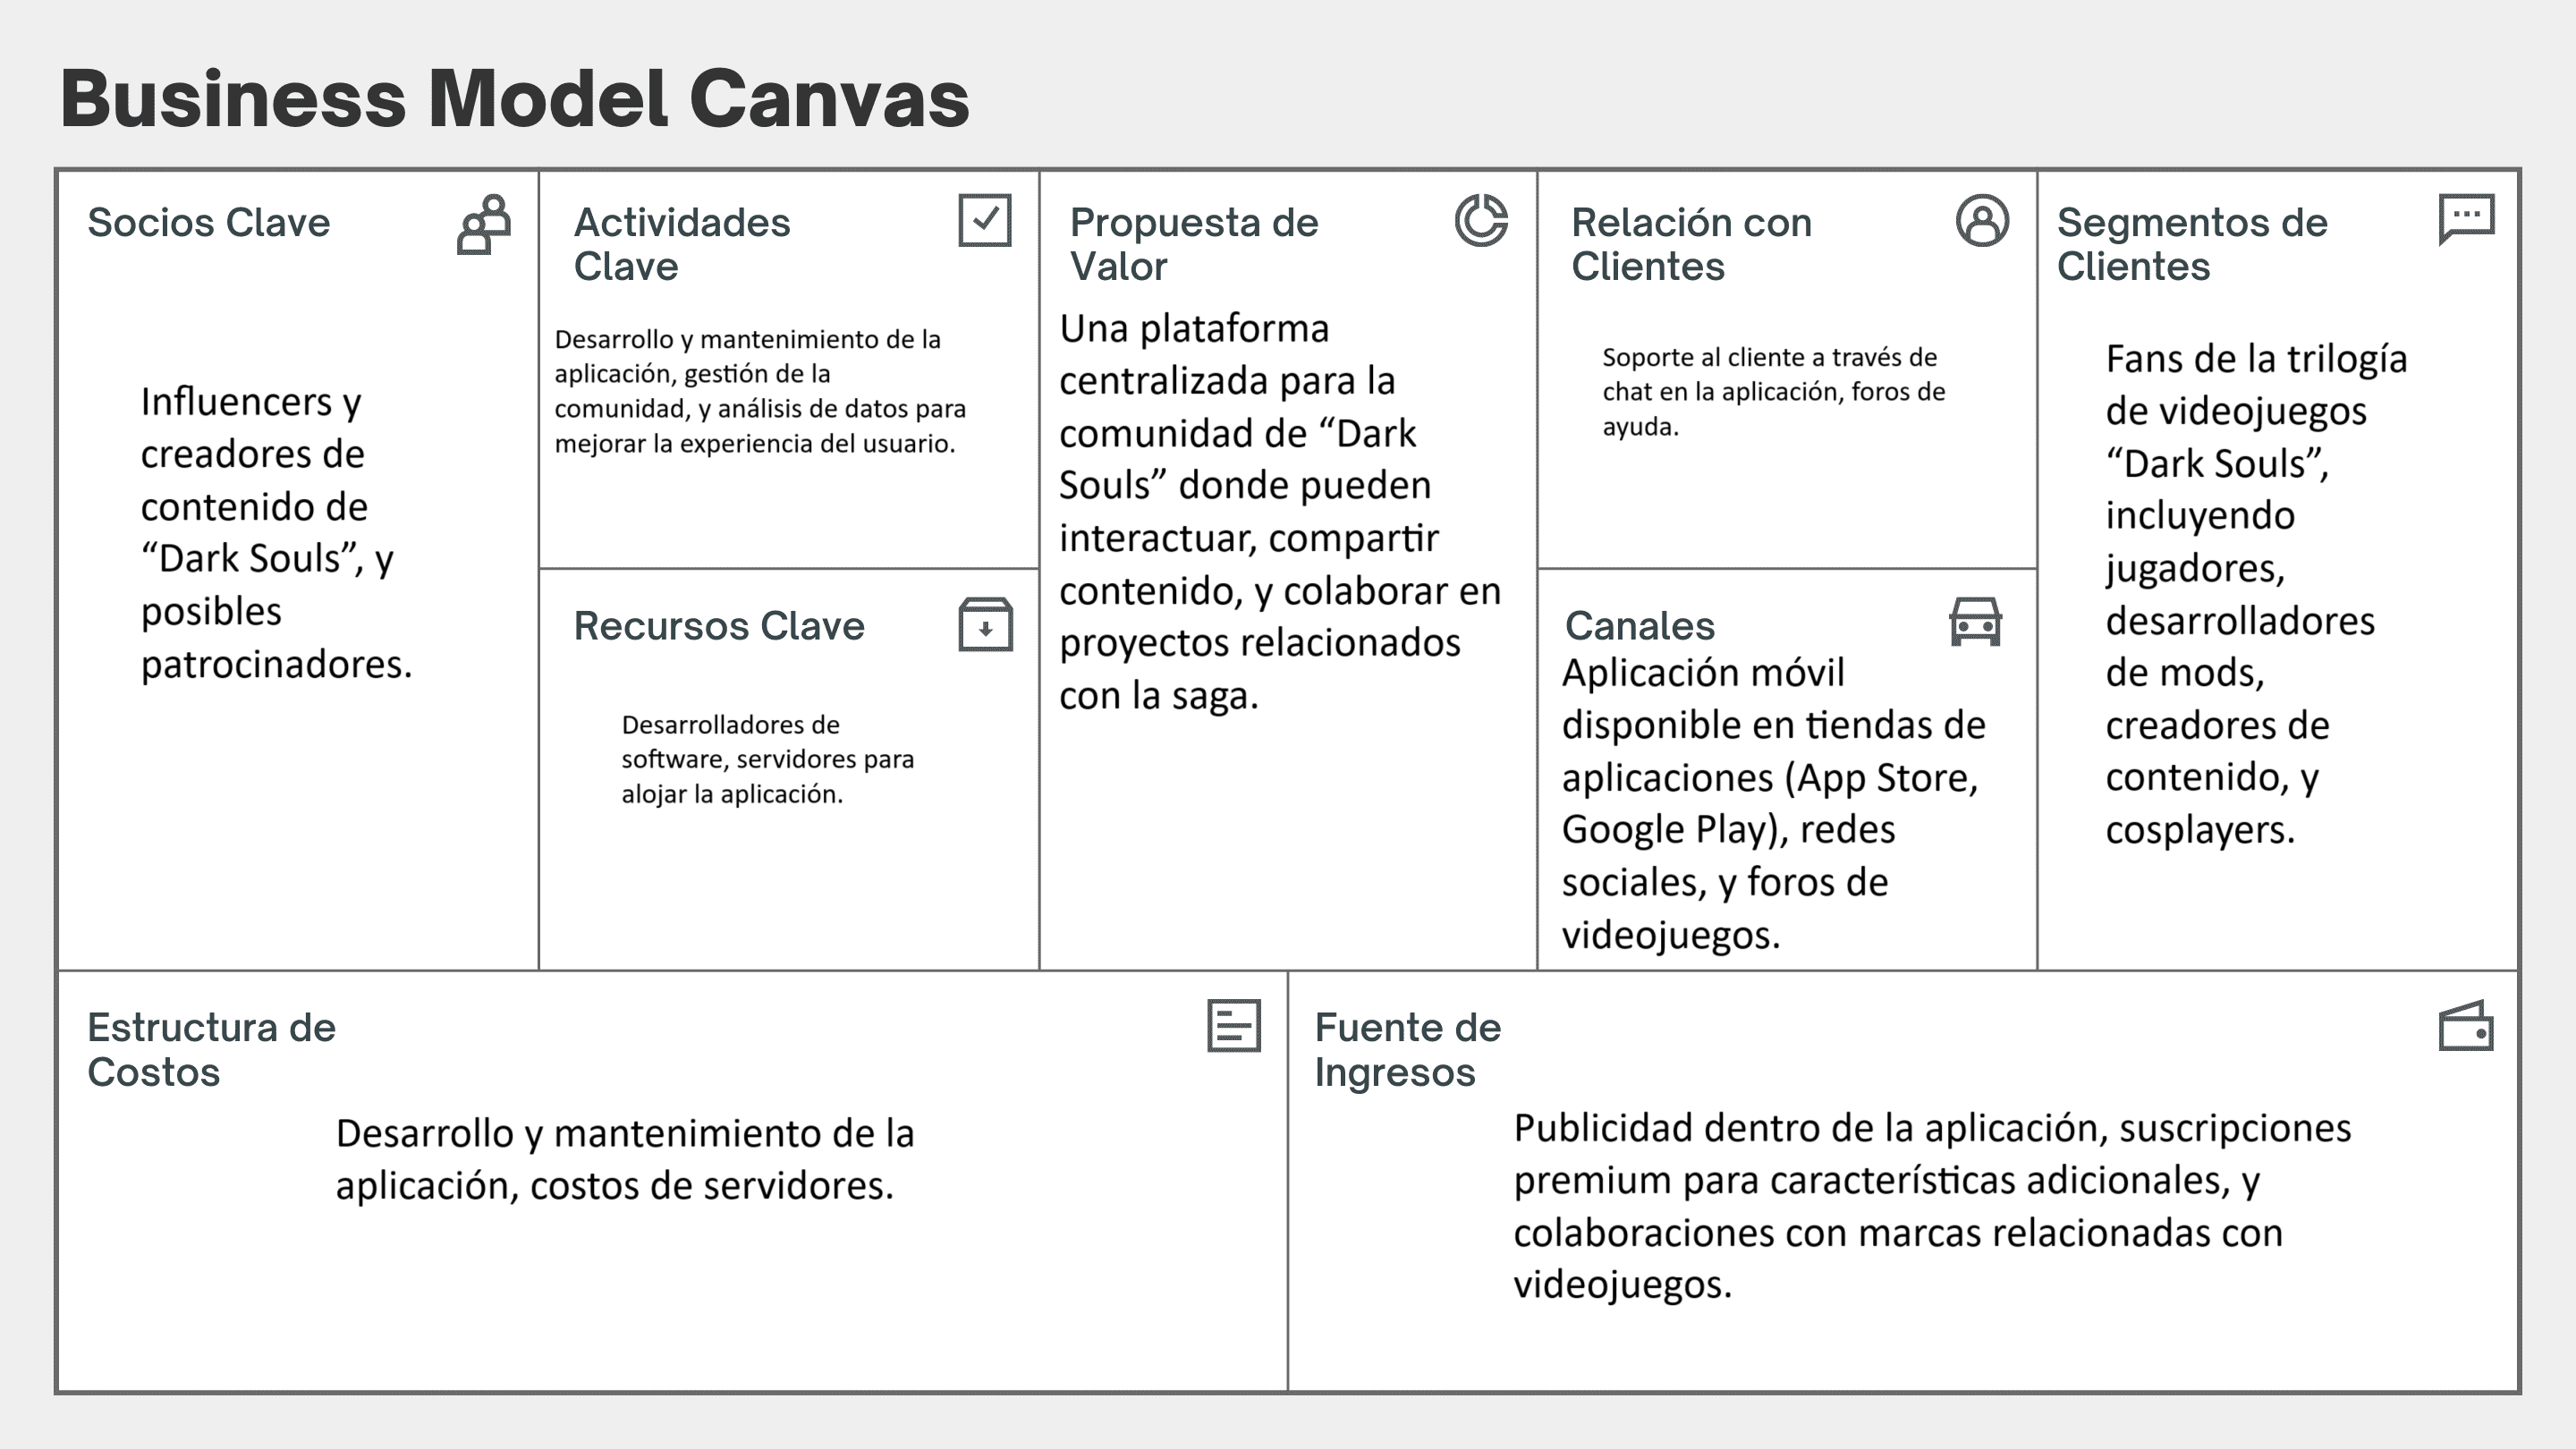 Business Model Canvas
Socios Clave
Influencers y
creadores de
contenido de
“Dark Souls”, y
posibles
patrocinadores.
Actividades
Clave
Desarrollo y mantenimiento de la
aplicación, gestión de la
comunidad, y análisis de datos para
mejorar la experiencia del usuario.
Recursos Clave
Desarrolladores de
software, servidores para
alojar la aplicación.
Propuesta de
Valor
Una plataforma
centralizada para la
comunidad de “Dark
Souls” donde pueden
interactuar, compartir
contenido, y colaborar en
proyectos relacionados
con la saga.
Relación con
Clientes
Soporte al cliente a través de
chat en la aplicación, foros de
ayuda.
Canales
Aplicación móvil
disponible en tiendas de
aplicaciones (App Store,
Google Play), redes
sociales, y foros de
videojuegos.
Segmentos de
Clientes
Fans de la trilogía
de videojuegos
“Dark Souls”,
incluyendo
jugadores,
desarrolladores
de mods,
creadores de
contenido, y
cosplayers.
Estructura de
Costos
Desarrollo y mantenimiento de la
aplicación, costos de servidores.
Fuente de
Ingresos
Publicidad dentro de la aplicación, suscripciones
premium para características adicionales, y
colaboraciones con marcas relacionadas con
videojuegos.